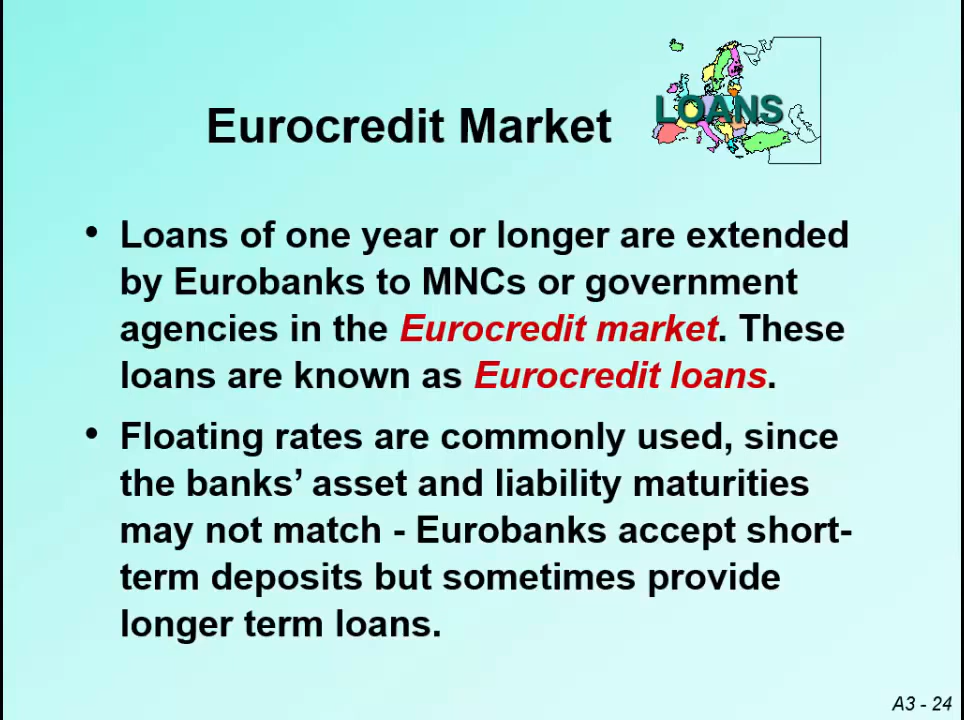 LOANS
Eurocredit Market
• Loans of one year or longer are extended
by Eurobanks to MNCs or government
agencies in the Eurocredit market. These
loans are known as Eurocredit loans.
• Floating rates are commonly used, since
the banks’ asset and liability maturities
may not match - Eurobanks accept short-
term deposits but sometimes provide
longer term loans.
A3 - 24